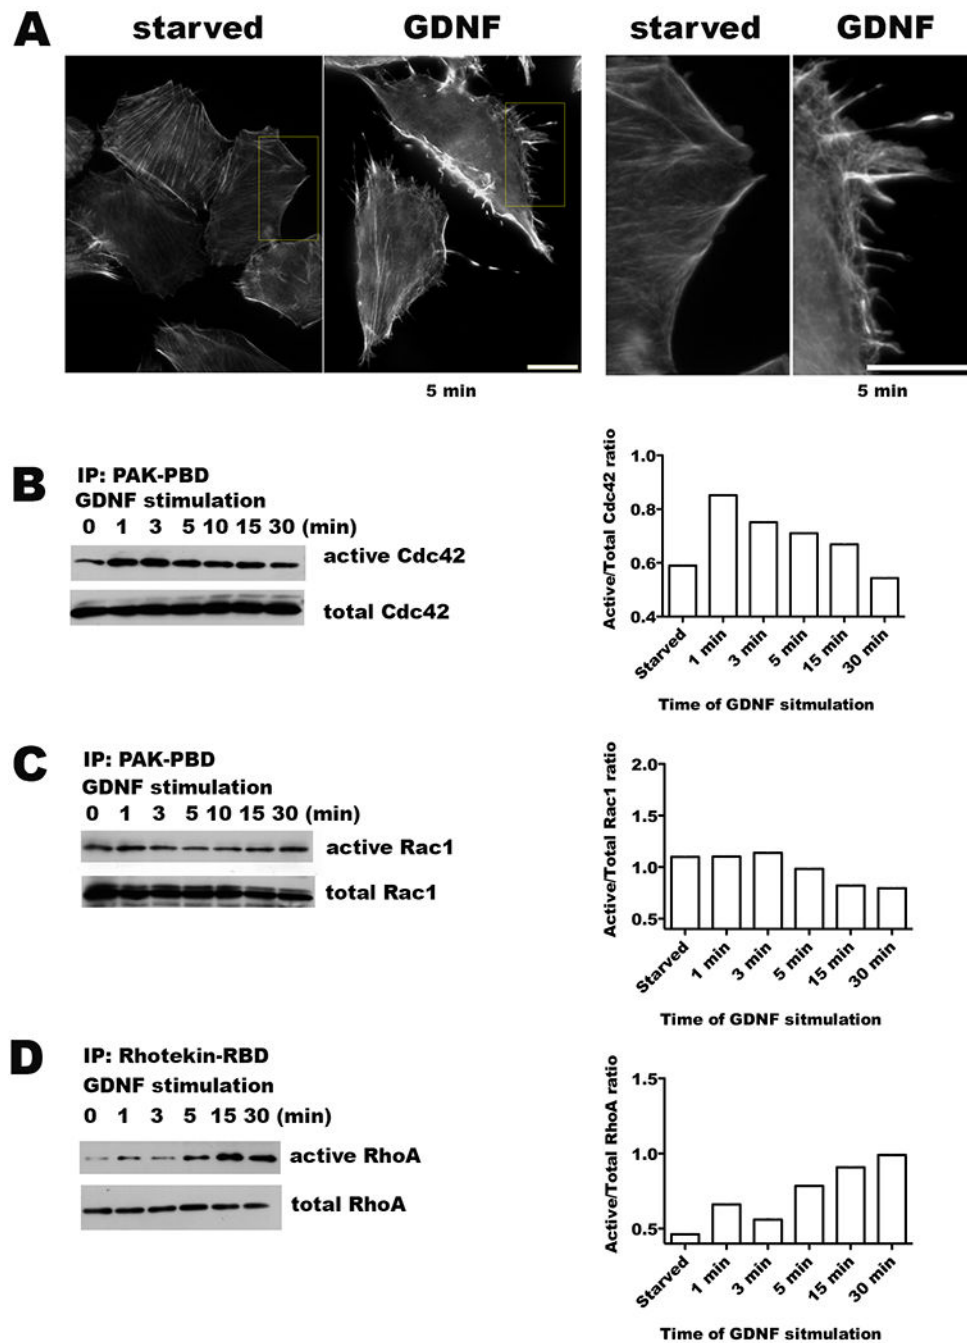 A
starved GDNF starved GDNF
5 min 5 min
B
IP: PAK-PBD
GDNF stimulation
0 1 3 5 10 15 30 (min)
active Cdc42
total Cdc42
Active/Total Cdc42 ratio
1.0
0.8
0.6
0.4
Starved 1 min 3 min 5 min 15 min 30 min
Time of GDNF sitmulation
C
IP: PAK-PBD
GDNF stimulation
0 1 3 5 10 15 30 (min)
active Rac1
total Rac1
Active/Total Rac1 ratio
2.0
1.5
1.0
0.5
Starved 1 min 3 min 5 min 15 min 30 min
Time of GDNF sitmulation
D
IP: Rhotekin-RBD
GDNF stimulation
0 1 3 5 15 30 (min)
active RhoA
total RhoA
Active/Total RhoA ratio
1.5
1.0
0.5
Starved 1 min 3 min 5 min 15 min 30 min
Time of GDNF sitmulation